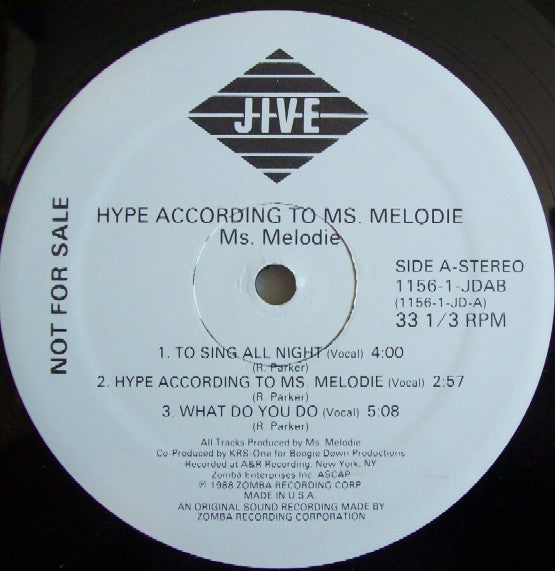 JIVE
HYPE ACCORDING TO MS. MELODIE
Ms. Melodie
NOT FOR SALE
SIDE A-STEREO
1156-1-JDAB
(1156-1-JD-A)
33 1/3 RPM
1. TO SING ALL NIGHT (Vocal) 4:00
(R. Parker)
2. HYPE ACCORDING TO MS. MELODIE (Vocal) 2:57
(R. Parker)
3. WHAT DO YOU DO (Vocal) 5:08
(R. Parker)
All Tracks Produced by Ms. Melodie
Co-Produced by KRS-One for Boogie Down Productions
Recorded at A&R Recording, New York, NY
Zomba Enterprises Inc. ASCAP
℗ 1988 ZOMBA RECORDING CORP.
MADE IN U.S.A.
AN ORIGINAL SOUND RECORDING MADE BY
ZOMBA RECORDING CORPORATION